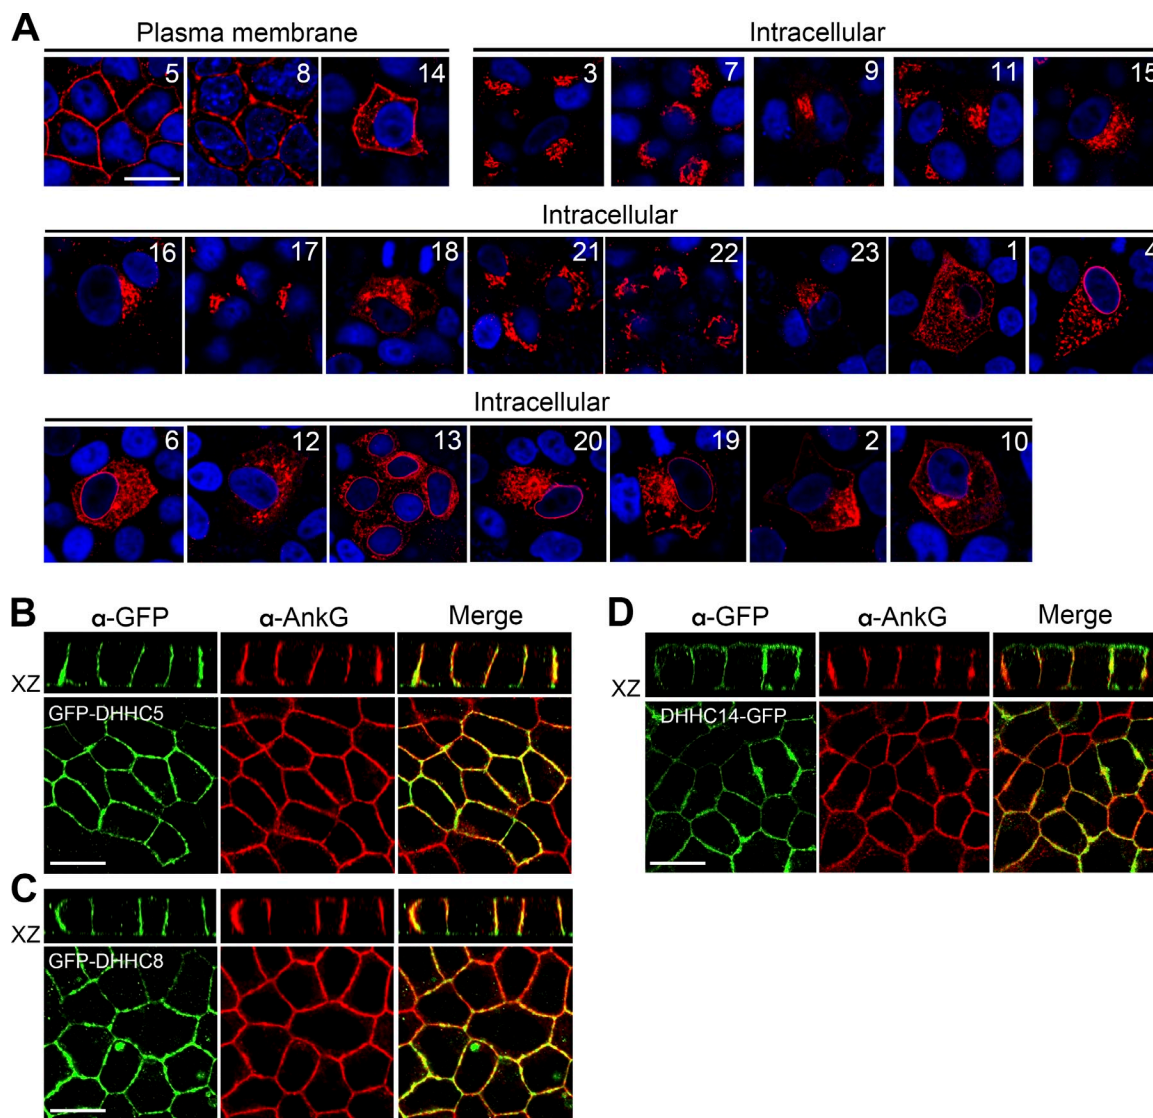 A
Plasma membrane
Intracellular
5 8 14 3 7 9 11 15
Intracellular
16 17 18 21 22 23 1 4
Intracellular
6 12 13 20 19 2 10
B
α-GFP α-AnkG Merge
XZ
GFP-DHHC5
C
XZ
GFP-DHHC8
D
α-GFP α-AnkG Merge
XZ
DHHC14-GFP